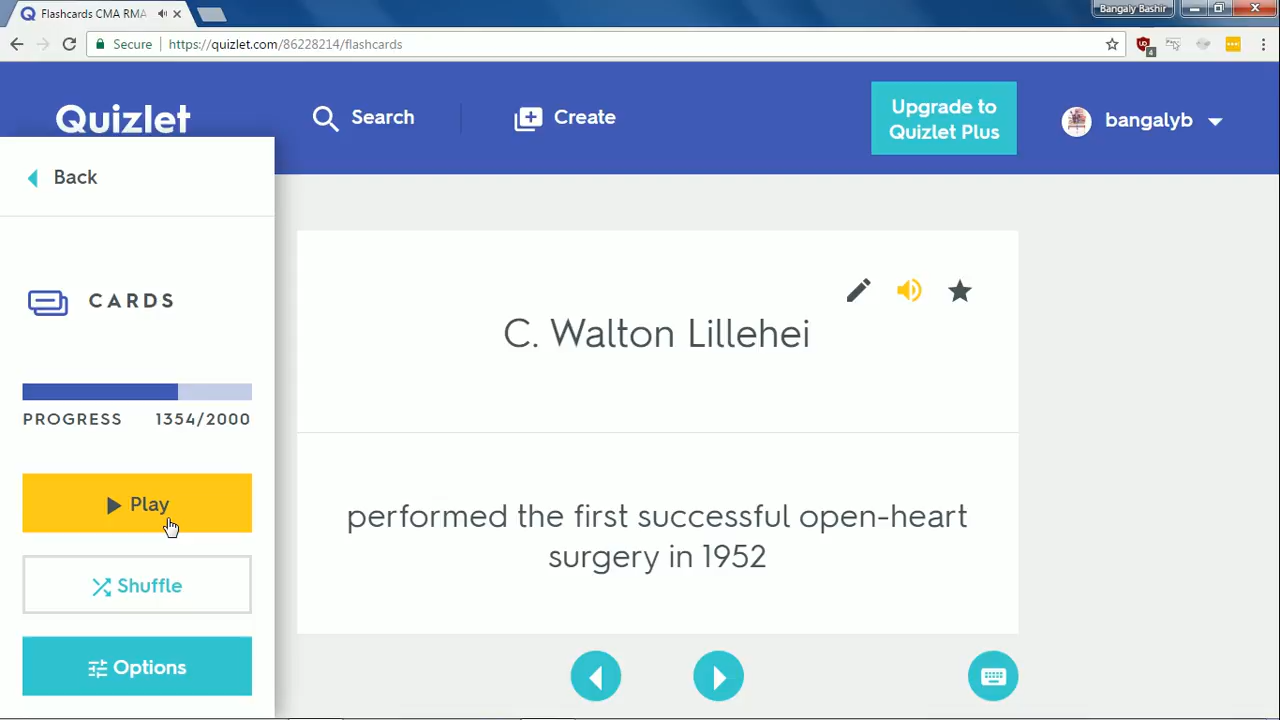 Flashcards CMA RMA
Bangaly Bashir
Secure
https://quizlet.com/86228214/flashcards
4
Quizlet
Search
Create
Upgrade to
Quizlet Plus
bangalyb
Back
CARDS
PROGRESS 1354/2000
Play
Shuffle
Options
C. Walton Lillehei
performed the first successful open-heart
surgery in 1952